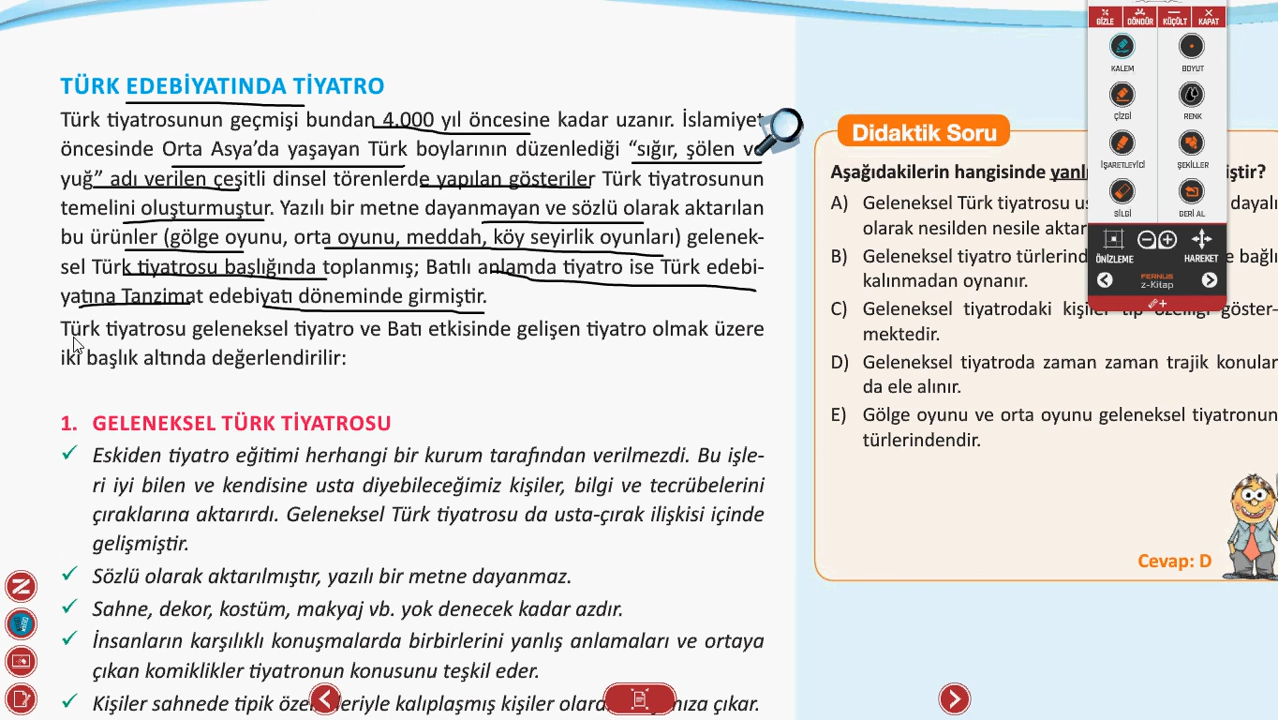 TÜRK EDEBİYATINDA TİYATRO
Türk tiyatrosunun geçmişi bundan 4.000 yıl öncesine kadar uzanır. İslamiyet
öncesinde Orta Asya’da yaşayan Türk boylarının düzenlediği “sığır, şölen ve
yuğ” adı verilen çeşitli dinsel törenlerde yapılan gösteriler Türk tiyatrosunun
temelini oluşturmuştur. Yazılı bir metne dayanmayan ve sözlü olarak aktarılan
bu ürünler (gölge oyunu, orta oyunu, meddah, köy seyirlik oyunları) gelenek-
sel Türk tiyatrosu başlığında toplanmış; Batılı anlamda tiyatro ise Türk edebi-
yatına Tanzimat edebiyatı döneminde girmiştir.
Türk tiyatrosu geleneksel tiyatro ve Batı etkisinde gelişen tiyatro olmak üzere
iki başlık altında değerlendirilir:
1. GELENEKSEL TÜRK TİYATROSU
Eskiden tiyatro eğitimi herhangi bir kurum tarafından verilmezdi. Bu işle-
ri iyi bilen ve kendisine usta diyebileceğimiz kişiler, bilgi ve tecrübelerini
çıraklarına aktarırdı. Geleneksel Türk tiyatrosu da usta-çırak ilişkisi içinde
gelişmiştir.
Sözlü olarak aktarılmıştır, yazılı bir metne dayanmaz.
Sahne, dekor, kostüm, makyaj vb. yok denecek kadar azdır.
İnsanların karşılıklı konuşmalarda birbirlerini yanlış anlamaları ve ortaya
çıkan komiklikler tiyatronun konusunu teşkil eder.
Kişiler sahnede tipik kalıplaşmış kişiler çıkar.
Didaktik Soru
Aşağıdakilerin hangisinde
A) Geleneksel Türk tiyatrosu dayalı
olarak nesilden nesile
B) Geleneksel tiyatro bağlı
kalınmadan oynanır.
C) Geleneksel tiyatrodaki kişiler tip özelliği göster-
mektedir.
D) Geleneksel tiyatroda zaman zaman trajik konular
da ele alınır.
E) Gölge oyunu ve orta oyunu geleneksel tiyatronun
türlerindendir.
Cevap: D
GİZLE DÖNDÜR KÜÇÜLT KAPAT
KALEM BOYUT
ÇİZGİ RENK
İŞARETLEYİCİ ŞEKİLLER
SİLGİ GERİ AL
ÖNİZLEME HAREKET
FERNUS
z-Kitap